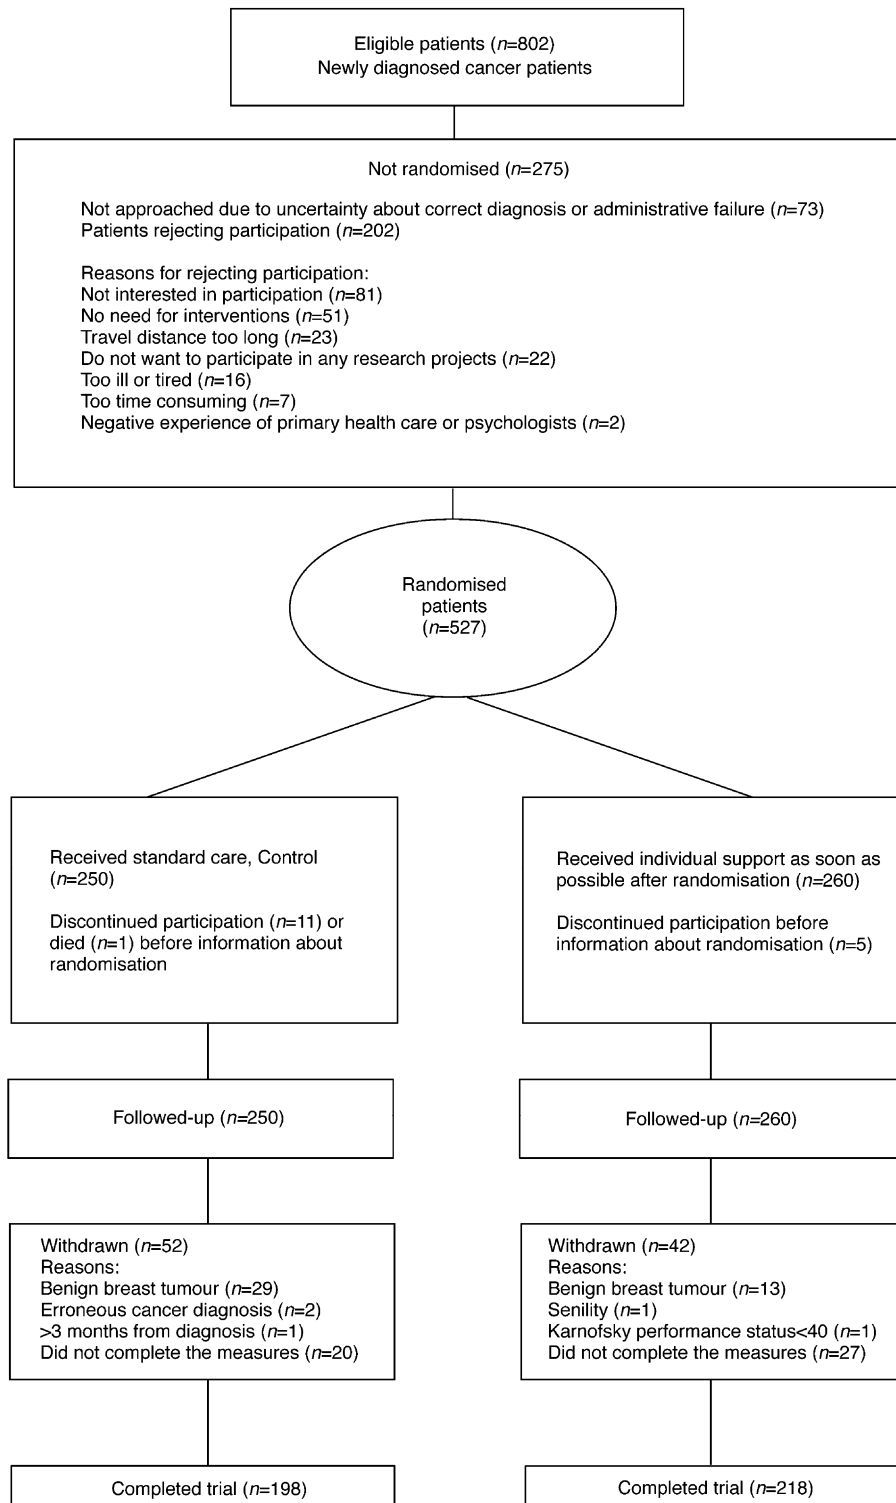 Eligible patients (n=802)
Newly diagnosed cancer patients
Not randomised (n=275)
Not approached due to uncertainty about correct diagnosis or administrative failure (n=73)
Patients rejecting participation (n=202)
Reasons for rejecting participation:
Not interested in participation (n=81)
No need for interventions (n=51)
Travel distance too long (n=23)
Do not want to participate in any research projects (n=22)
Too ill or tired (n=16)
Too time consuming (n=7)
Negative experience of primary health care or psychologists (n=2)
Randomised
patients
(n=527)
Received standard care, Control
(n=250)
Discontinued participation (n=11) or
died (n=1) before information about
randomisation
Received individual support as soon as
possible after randomisation (n=260)
Discontinued participation before
information about randomisation (n=5)
Followed-up (n=250)
Followed-up (n=260)
Withdrawn (n=52)
Reasons:
Benign breast tumour (n=29)
Erroneous cancer diagnosis (n=2)
>3 months from diagnosis (n=1)
Did not complete the measures (n=20)
Withdrawn (n=42)
Reasons:
Benign breast tumour (n=13)
Senility (n=1)
Karnofsky performance status<40 (n=1)
Did not complete the measures (n=27)
Completed trial (n=198)
Completed trial (n=218)